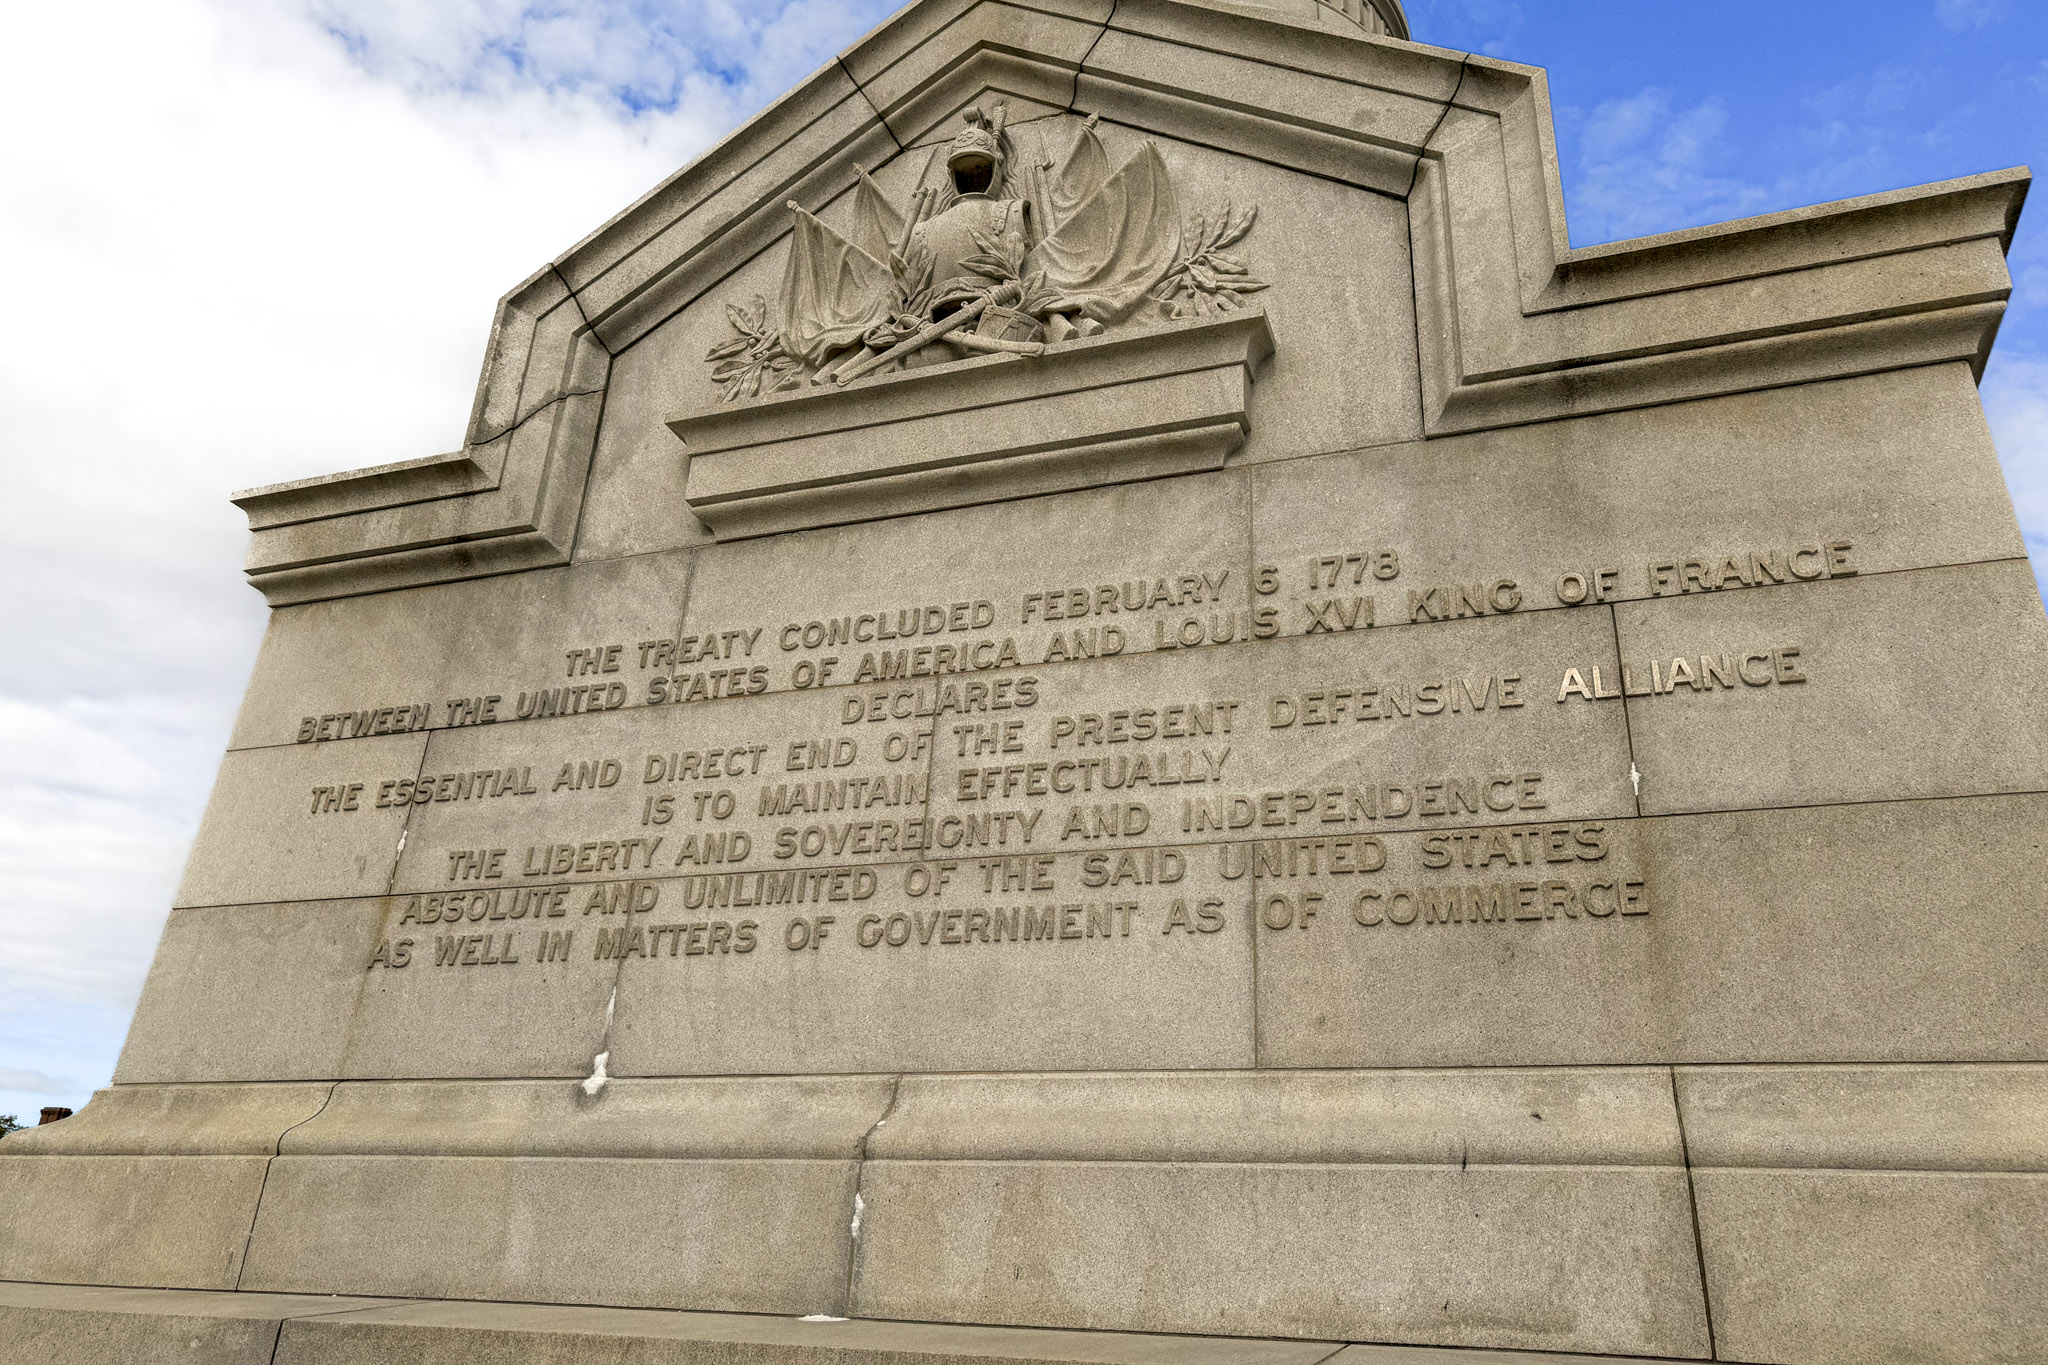 THE TREATY CONCLUDED FEBRUARY 6 1778
BETWEEN THE UNITED STATES OF AMERICA AND LOUIS XVI KING OF FRANCE
DECLARES
THE ESSENTIAL AND DIRECT END OF THE PRESENT DEFENSIVE ALLIANCE
IS TO MAINTAIN EFFECTUALLY
THE LIBERTY AND SOVEREIGNTY AND INDEPENDENCE
ABSOLUTE AND UNLIMITED OF THE SAID UNITED STATES
AS WELL IN MATTERS OF GOVERNMENT AS OF COMMERCE